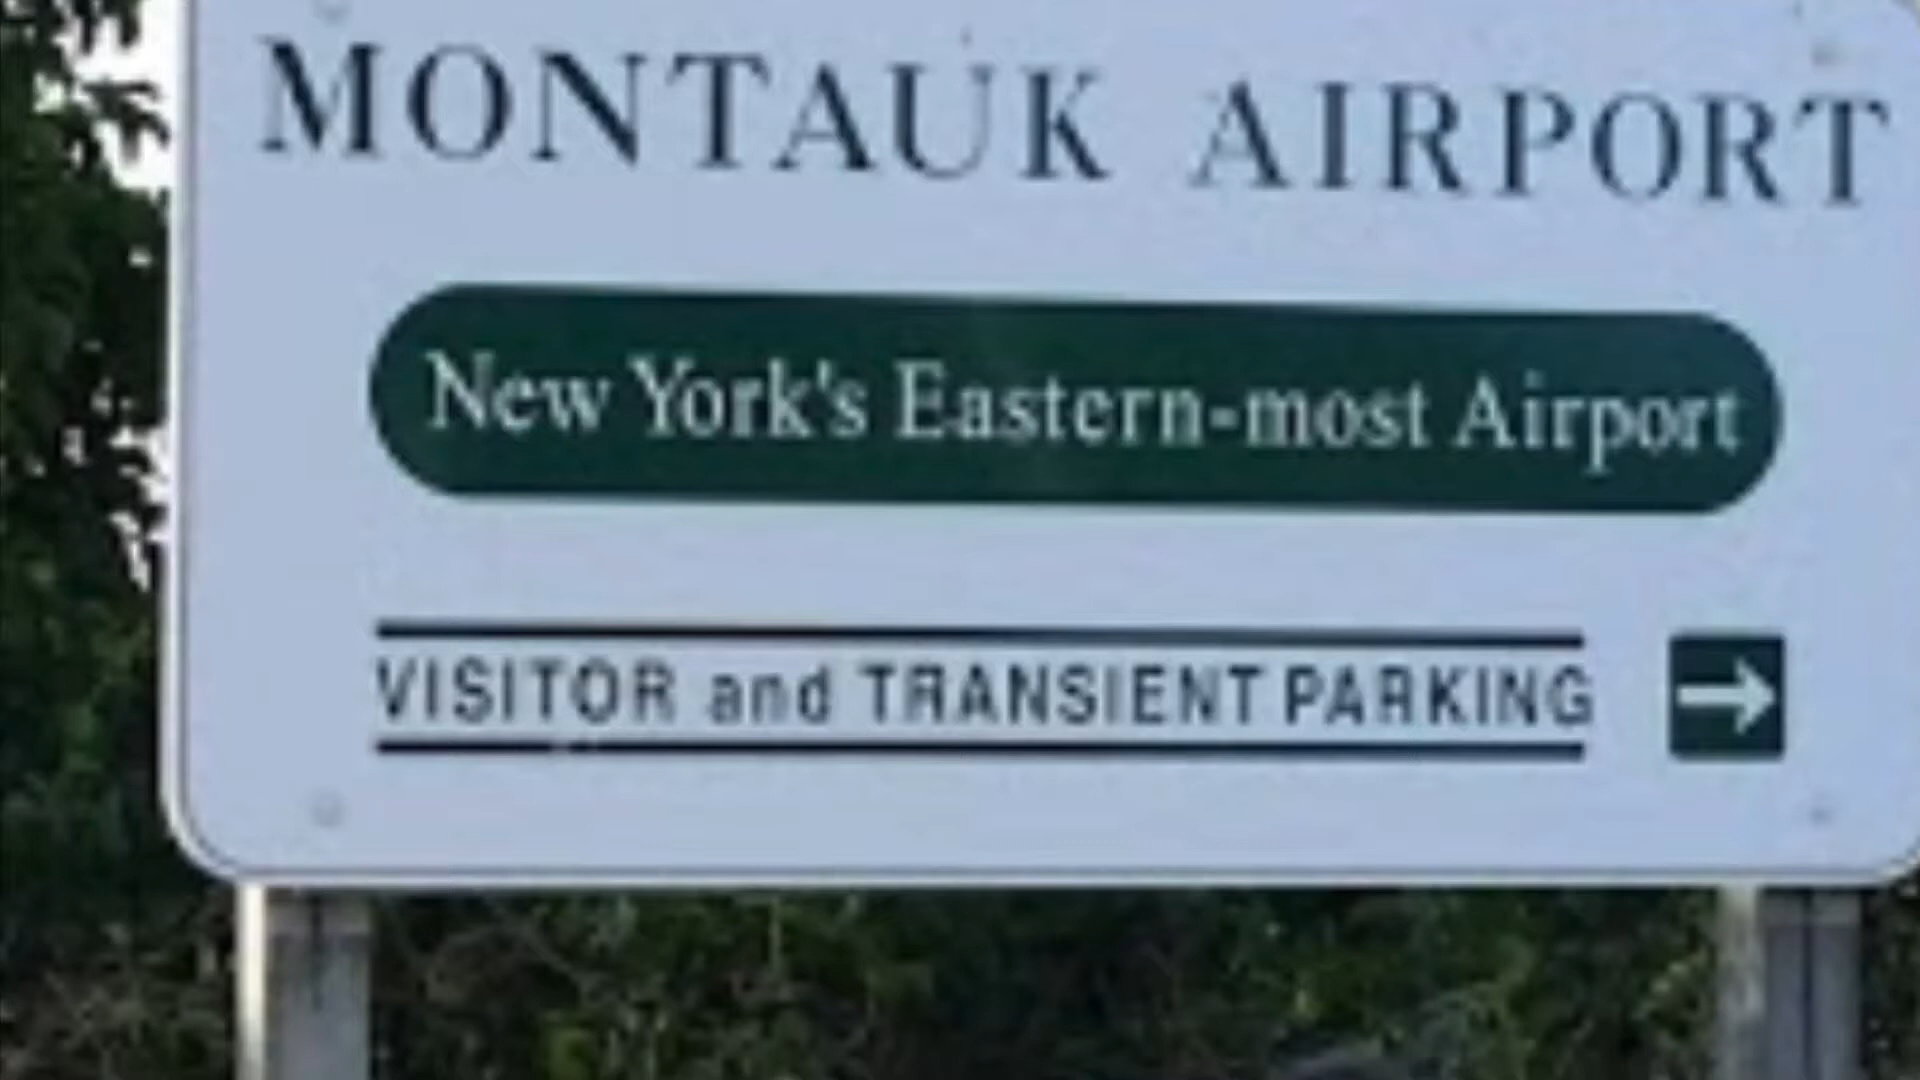 MONTAUK AIRPORT
New York's Eastern-most Airport
VISITOR and TRANSIENT PARKING